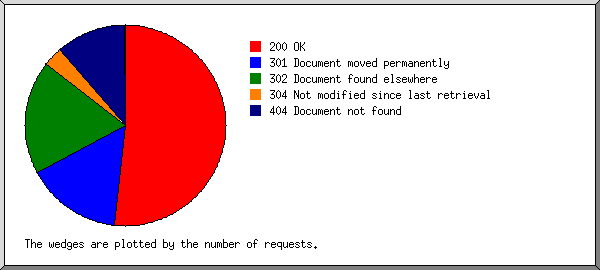 200 OK
301 Document moved permanently
302 Document found elsewhere
304 Not modified since last retrieval
404 Document not found
The wedges are plotted by the number of requests.